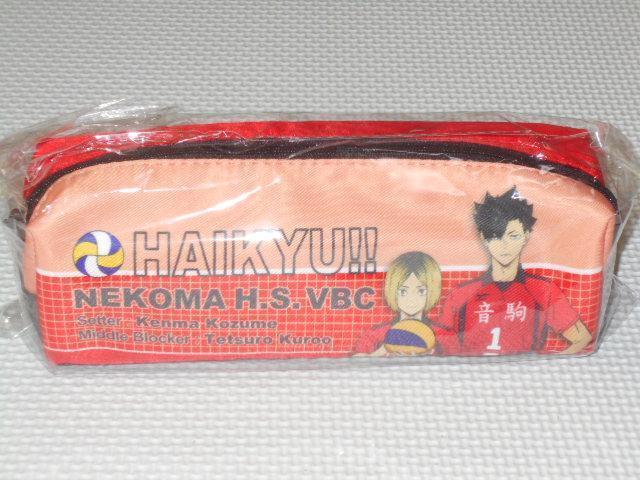 HAIKYU!!
NEKOMA H.S. VBC
Setter : Kenma Kozume
Middle Blocker : Tetsuro Kuroo
音駒
1